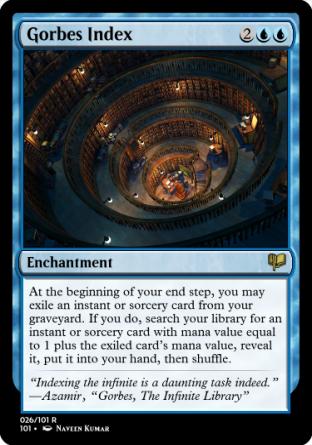 Gorbes Index 2
Enchantment
At the beginning of your end step, you may
exile an instant or sorcery card from your
graveyard. If you do, search your library for
an instant or sorcery card with mana value equal
to 1 plus the exiled card's mana value, reveal
it, put it into your hand, then shuffle.
“Indexing the infinite is a daunting task indeed.”
—Azamir, “Gorbes, The Infinite Library”
026/101 R
101 • Naveen Kumar